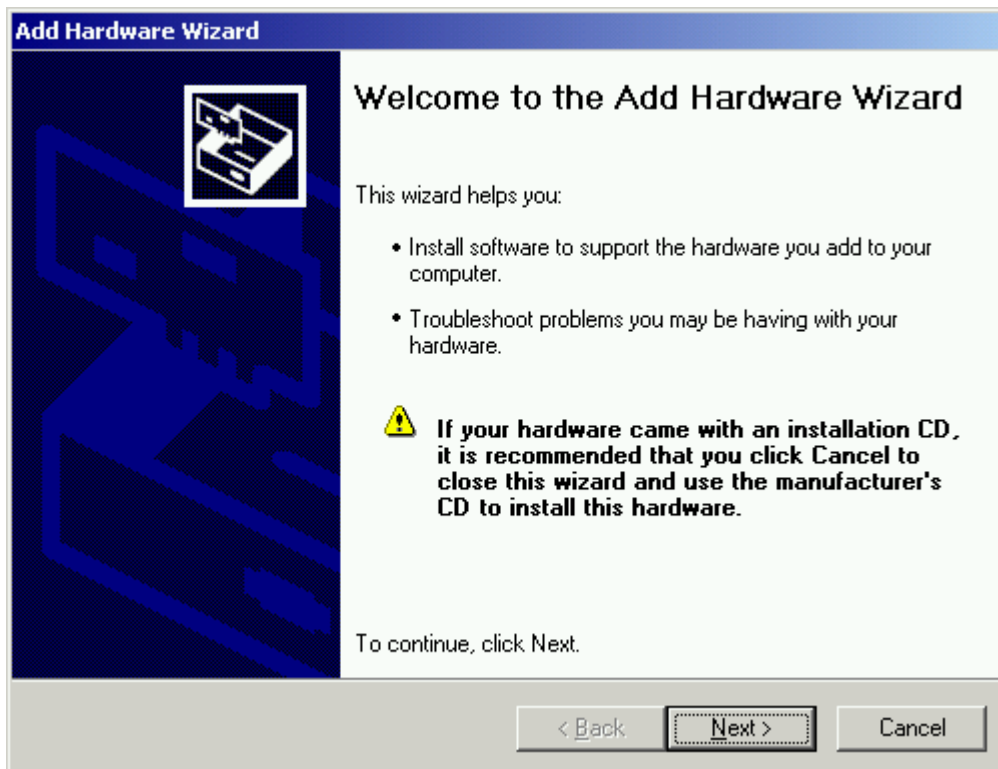 Add Hardware Wizard
Welcome to the Add Hardware Wizard
This wizard helps you:
• Install software to support the hardware you add to your
computer.
• Troubleshoot problems you may be having with your
hardware.
If your hardware came with an installation CD,
it is recommended that you click Cancel to
close this wizard and use the manufacturer's
CD to install this hardware.
To continue, click Next.
< Back Next > Cancel